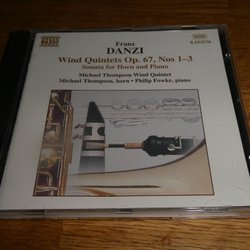 NAXOS
DDD
Franz
DANZI
Wind Quintets Op. 67, Nos 1–3
Sonata for Horn and Piano
Michael Thompson Wind Quintet
Michael Thompson, horn • Philip Fowke, piano